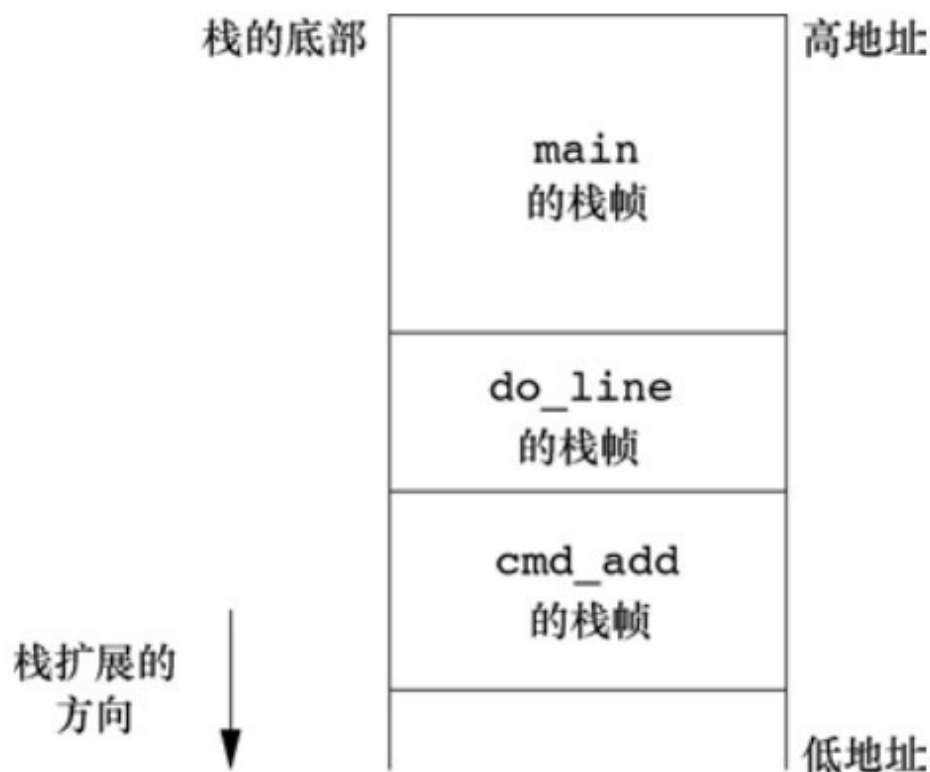 栈的底部
高地址
main
的栈帧
do_line
的栈帧
cmd_add
的栈帧
栈扩展的
方向
低地址